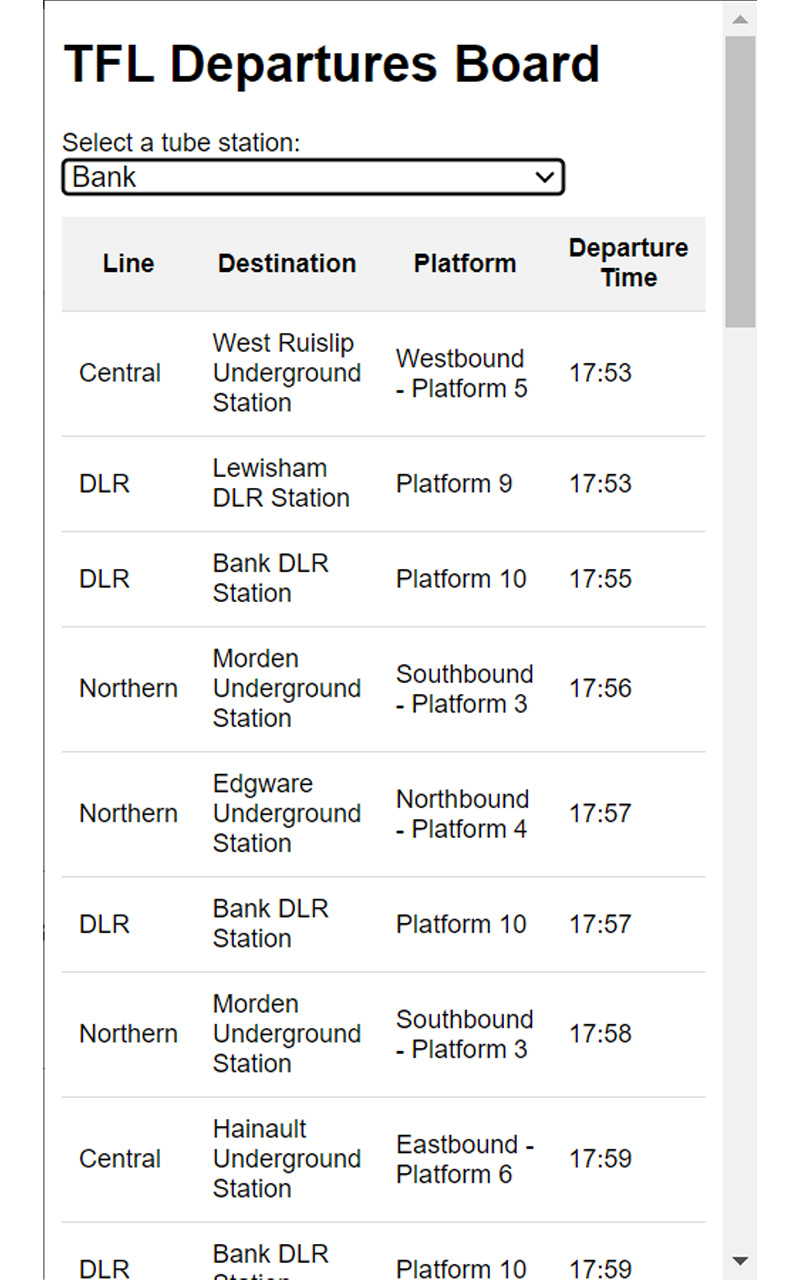 TFL Departures Board
Select a tube station:
Bank
Line Destination Platform Departure Time
Central West Ruislip Underground Station Westbound - Platform 5 17:53
DLR Lewisham DLR Station Platform 9 17:53
DLR Bank DLR Station Platform 10 17:55
Northern Morden Underground Station Southbound - Platform 3 17:56
Northern Edgware Underground Station Northbound - Platform 4 17:57
DLR Bank DLR Station Platform 10 17:57
Northern Morden Underground Station Southbound - Platform 3 17:58
Central Hainault Underground Station Eastbound - Platform 6 17:59
DLR Bank DLR Station Platform 10 17:59